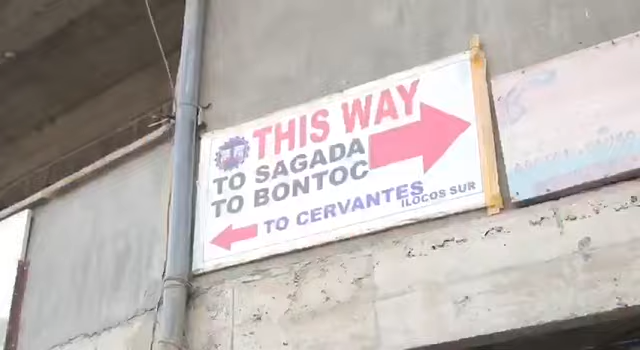 THIS WAY
TO SAGADA
TO BONTOC
TO CERVANTES
ILOCOS SUR